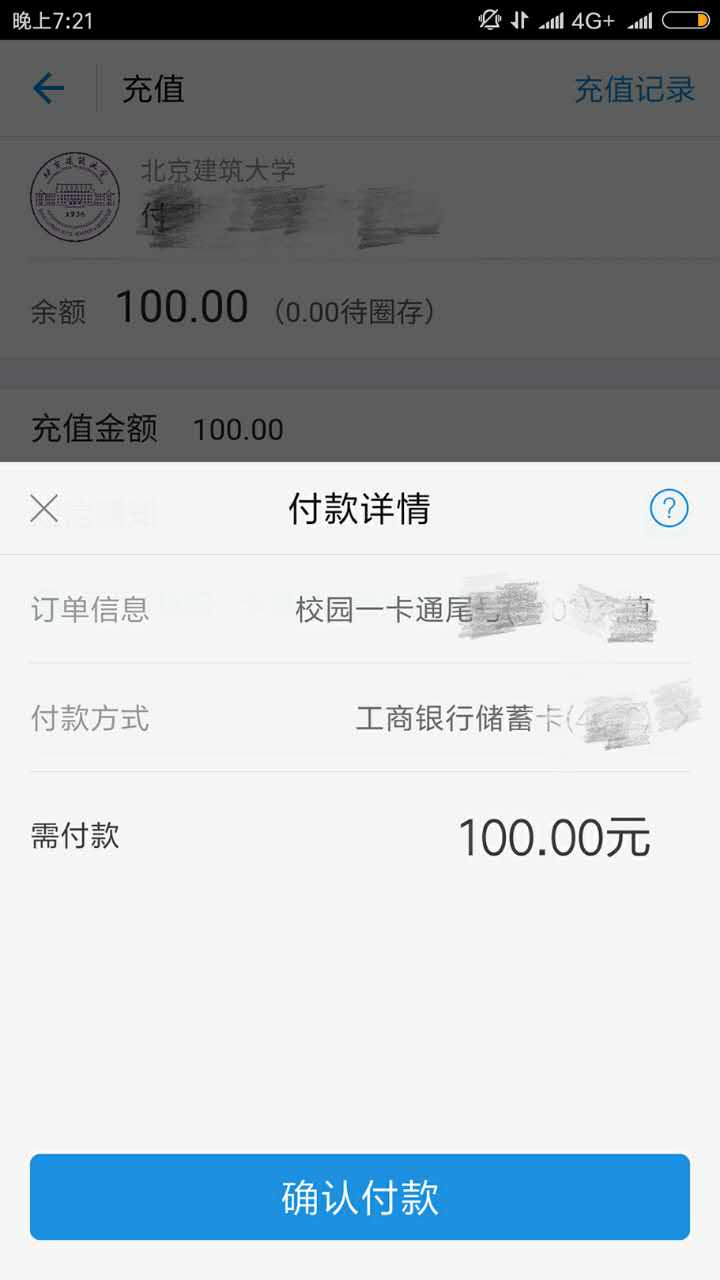 晚上7:21
4G+
充值
充值记录
北京建筑大学
付
余额 100.00 (0.00待圈存)
充值金额 100.00
付款详情
?
订单信息 校园一卡通尾
付款方式 工商银行储蓄卡(
需付款 100.00元
确认付款